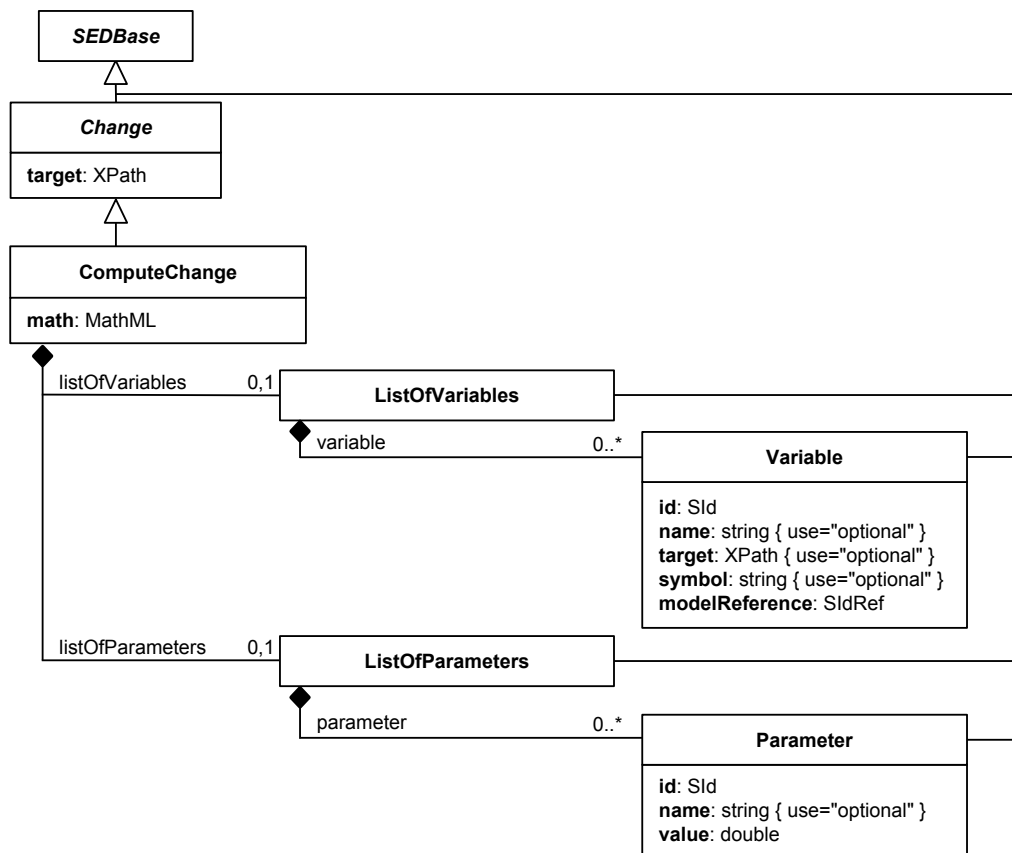 SEDBase
Change
target: XPath
ComputeChange
math: MathML
listOfVariables 0,1
ListOfVariables
variable 0..*
Variable
id: SId
name: string { use="optional" }
target: XPath { use="optional" }
symbol: string { use="optional" }
modelReference: SIdRef
listOfParameters 0,1
ListOfParameters
parameter 0..*
Parameter
id: SId
name: string { use="optional" }
value: double